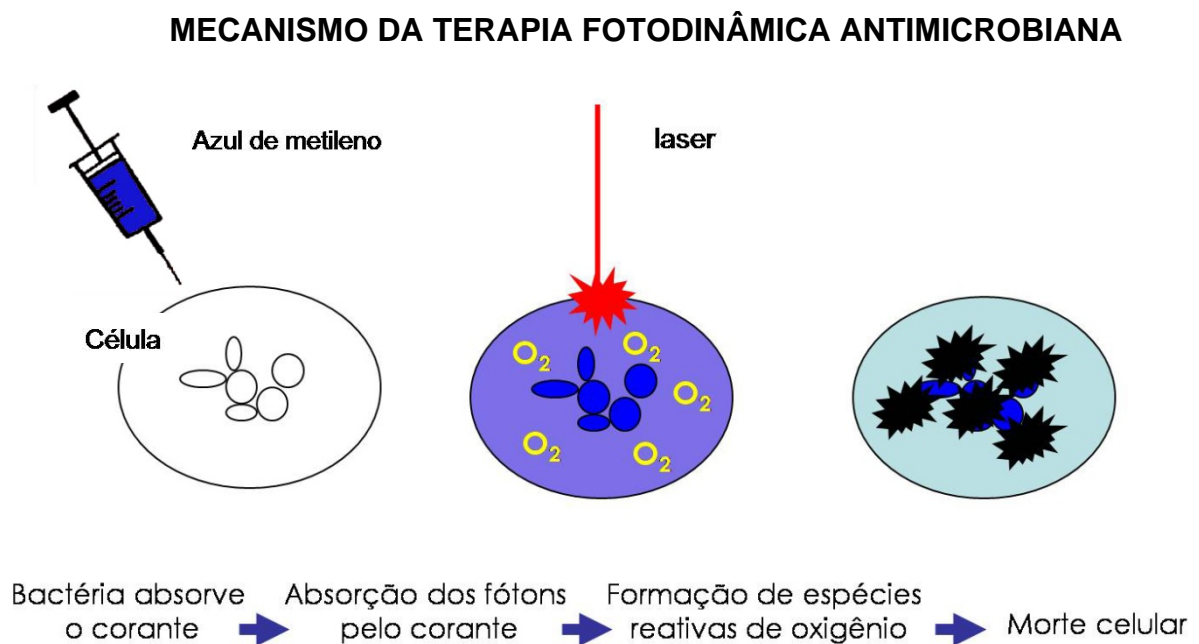 MECANISMO DA TERAPIA FOTODINÂMICA ANTIMICROBIANA
Azul de metileno
laser
Célula
O2
O2
O2
O2
O2
Bactéria absorve
o corante
Absorção dos fótons
pelo corante
Formação de espécies
reativas de oxigênio
Morte celular